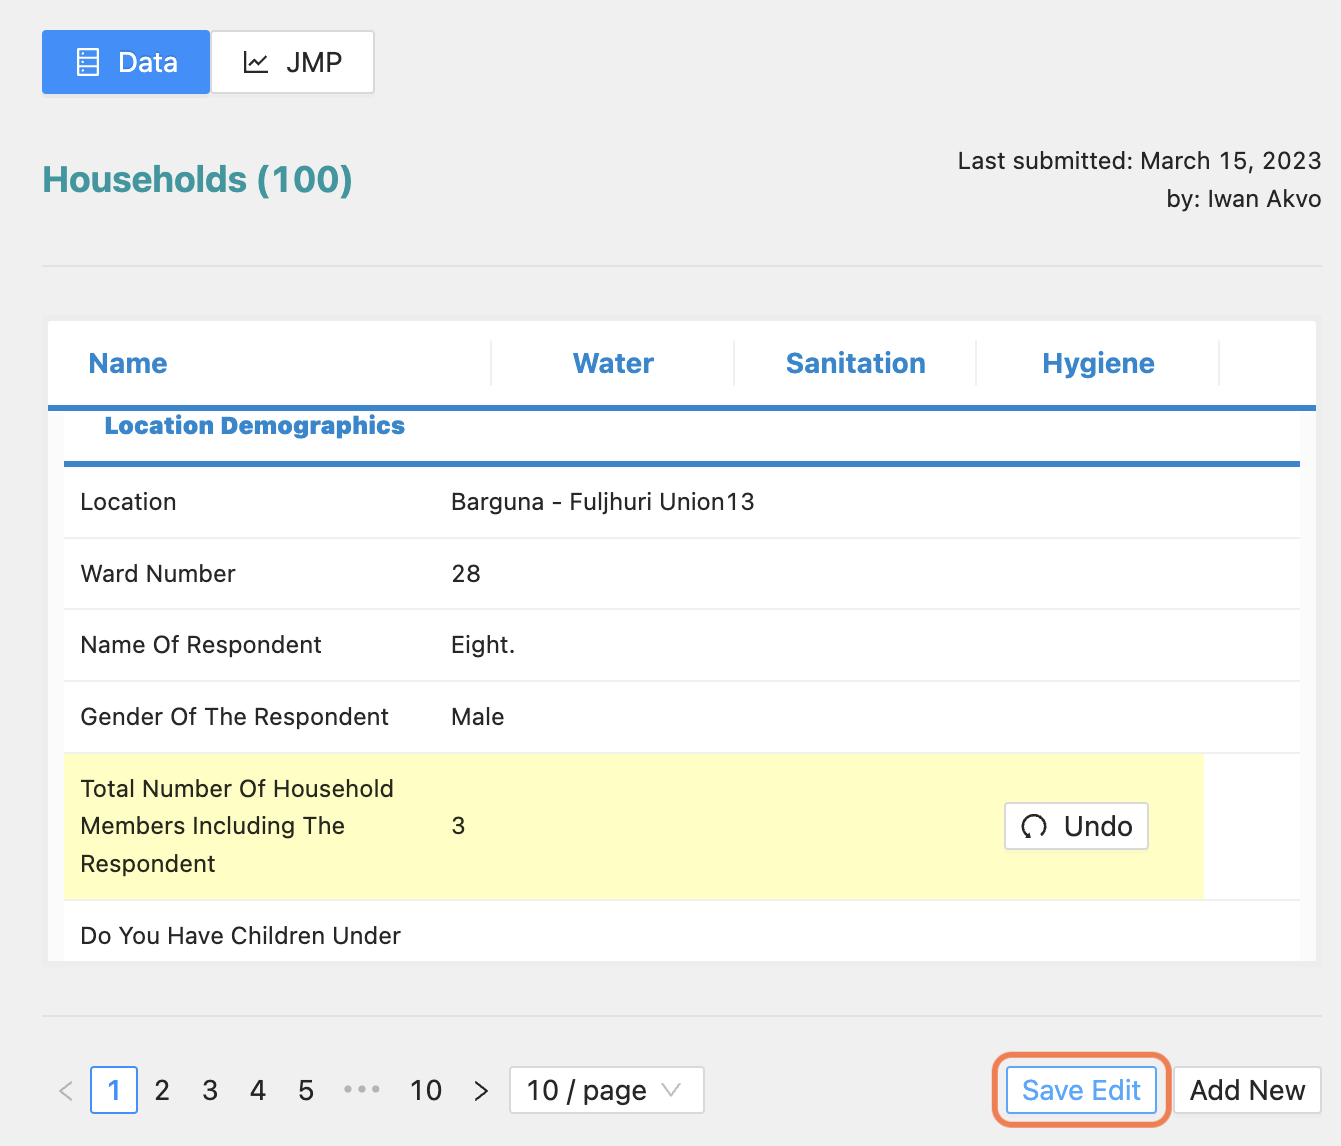 Data JMP
Households (100)
Last submitted: March 15, 2023
by: Iwan Akvo
Name Water Sanitation Hygiene
Location Demographics
Location Barguna - Fuljhuri Union13
Ward Number 28
Name Of Respondent Eight.
Gender Of The Respondent Male
Total Number Of Household
Members Including The 3 Undo
Respondent
Do You Have Children Under
< 1 2 3 4 5 ••• 10 > 10 / page Save Edit Add New